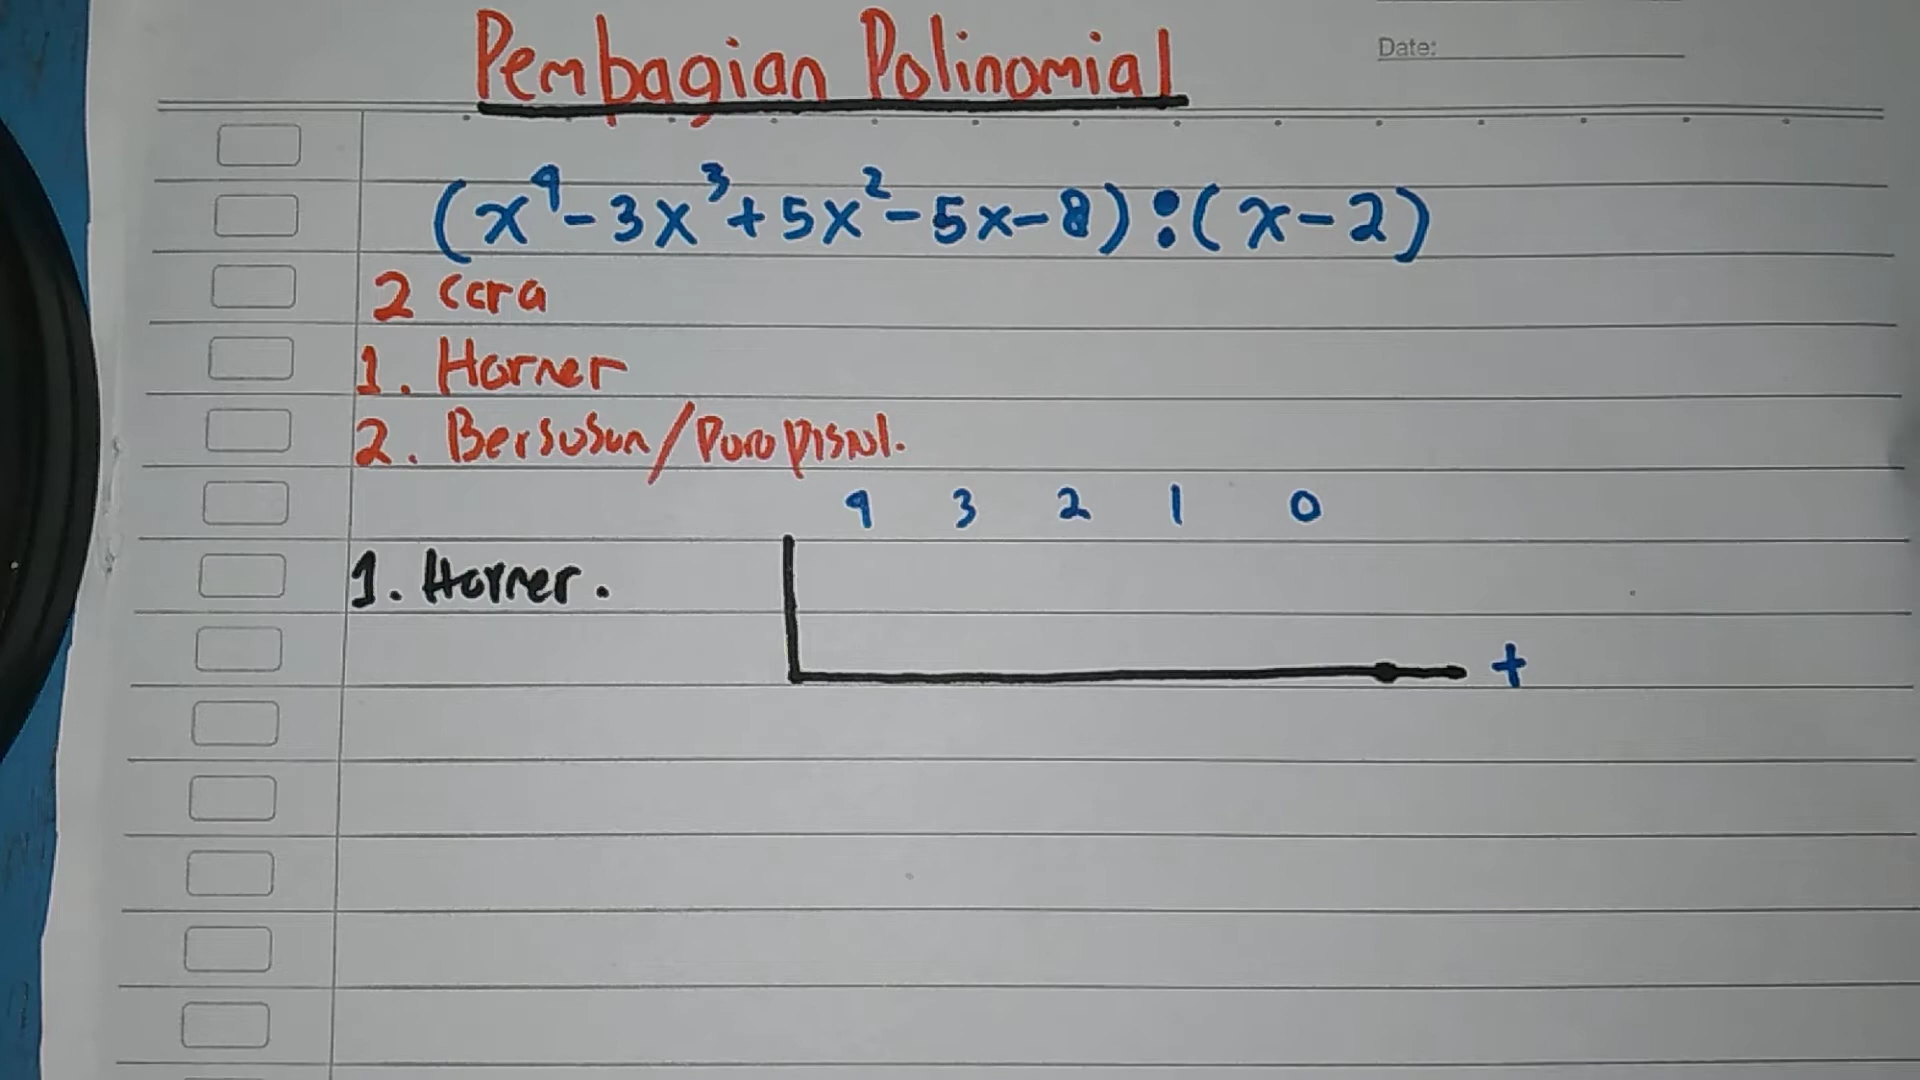 Pembagian Polinomial
Date:
(x⁴-3x³+5x²-5x-8):(x-2)
2 cara
1. Horner
2. Bersusun/
4 3 2 1 0
1. Horner.
+